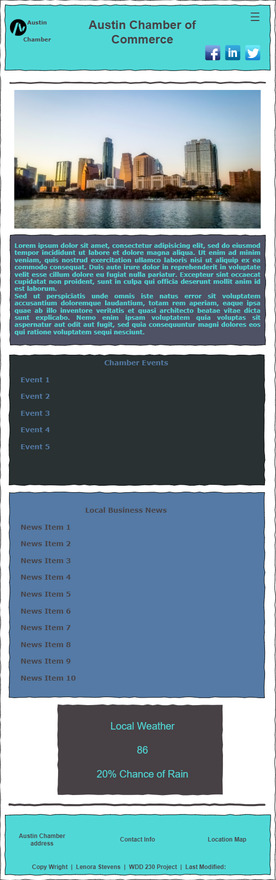 Austin
Chamber
Austin Chamber of
Commerce
Lorem ipsum dolor sit amet, consectetur adipisicing elit, sed do eiusmod
tempor incididunt ut labore et dolore magna aliqua. Ut enim ad minim
veniam, quis nostrud exercitation ullamco laboris nisi ut aliquip ex ea
commodo consequat. Duis aute irure dolor in reprehenderit in voluptate
velit esse cillum dolore eu fugiat nulla pariatur. Excepteur sint occaecat
cupidatat non proident, sunt in culpa qui officia deserunt mollit anim id
est laborum.
Sed ut perspiciatis unde omnis iste natus error sit voluptatem
accusantium doloremque laudantium, totam rem aperiam, eaque ipsa
quae ab illo inventore veritatis et quasi architecto beatae vitae dicta
sunt explicabo. Nemo enim ipsam voluptatem quia voluptas sit
aspernatur aut odit aut fugit, sed quia consequuntur magni dolores eos
qui ratione voluptatem sequi nesciunt.
Chamber Events
Event 1
Event 2
Event 3
Event 4
Event 5
Local Business News
News Item 1
News Item 2
News Item 3
News Item 4
News Item 5
News Item 6
News Item 7
News Item 8
News Item 9
News Item 10
Local Weather
86
20% Chance of Rain
Austin Chamber
address
Contact Info
Location Map
Copy Wright | Lenora Stevens | WDD 230 Project | Last Modified: